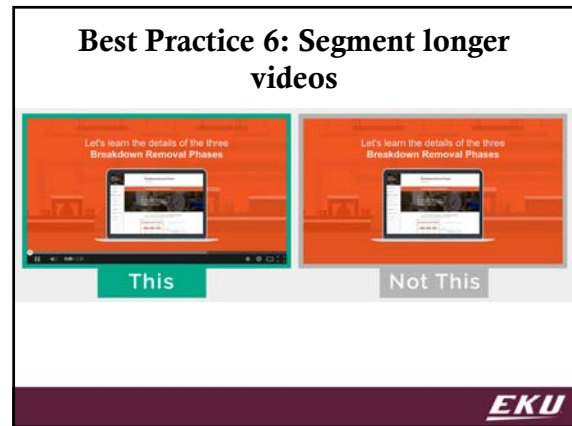 Best Practice 6: Segment longer
videos
Let's learn the details of the three
Breakdown Removal Phases
Let's learn the details of the three
Breakdown Removal Phases
This
Not This
EKU